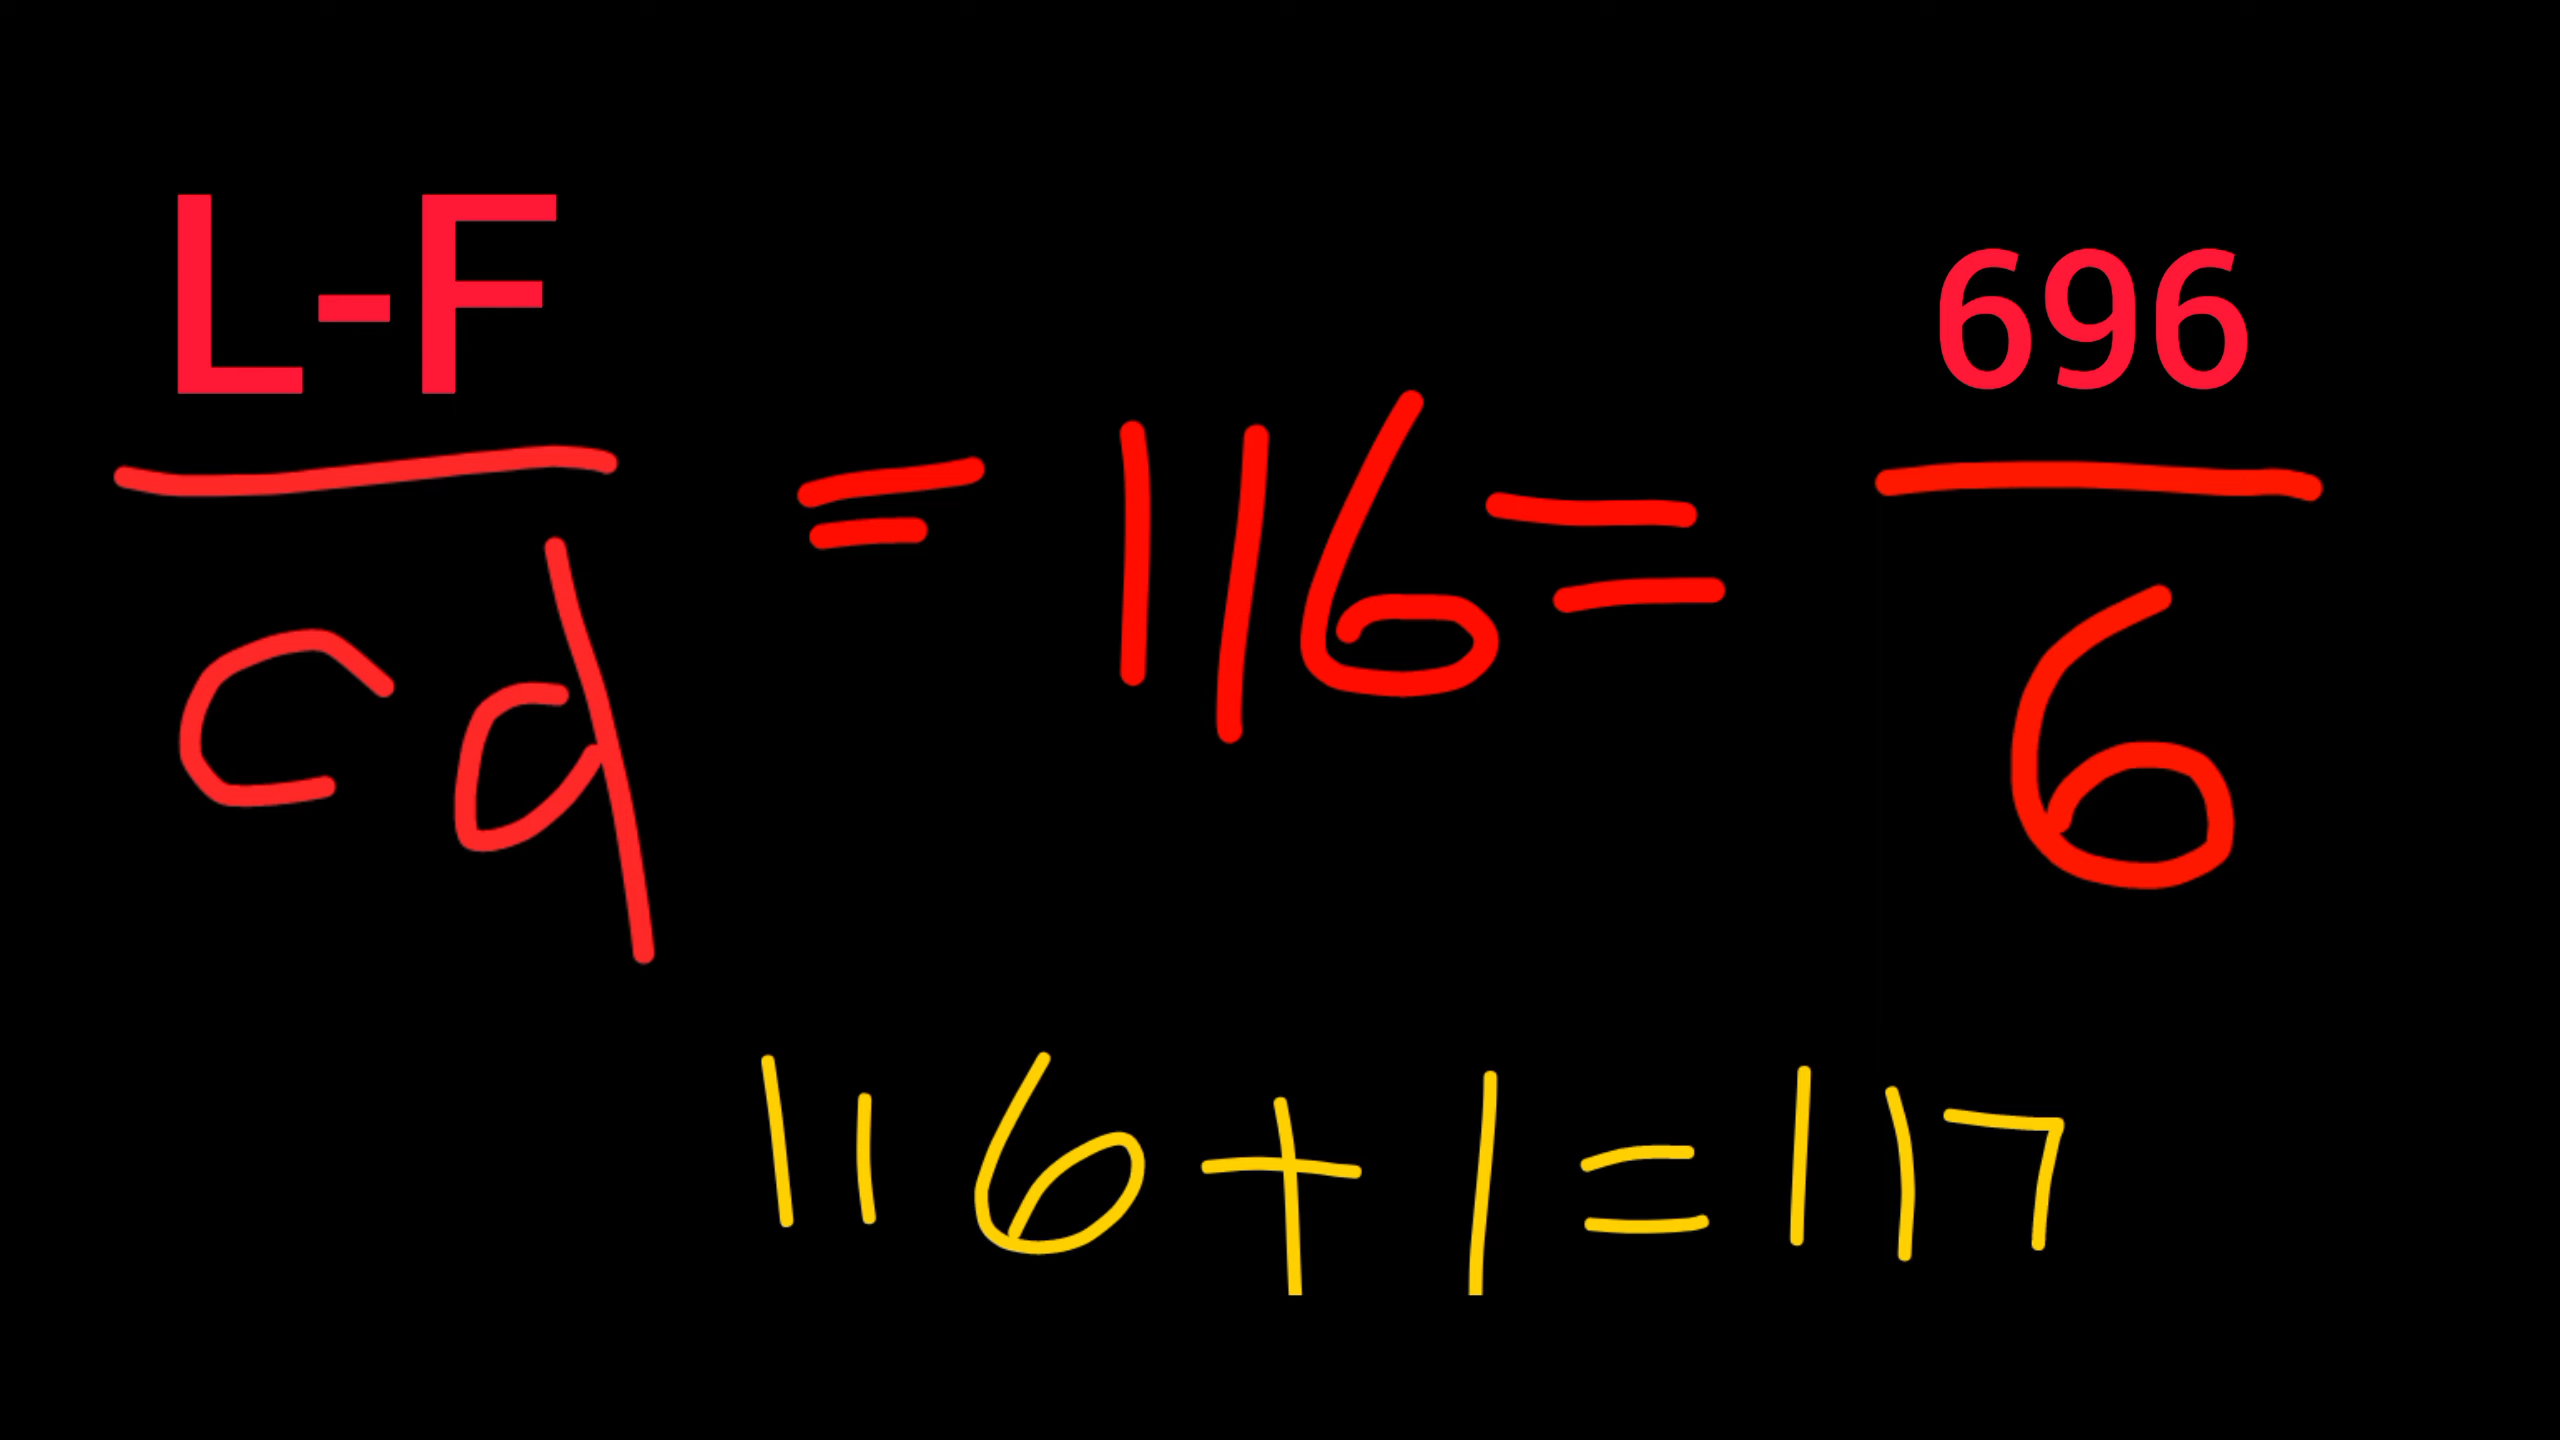 L-F 696
— = 116 = —
cd 6
116 + 1 = 117